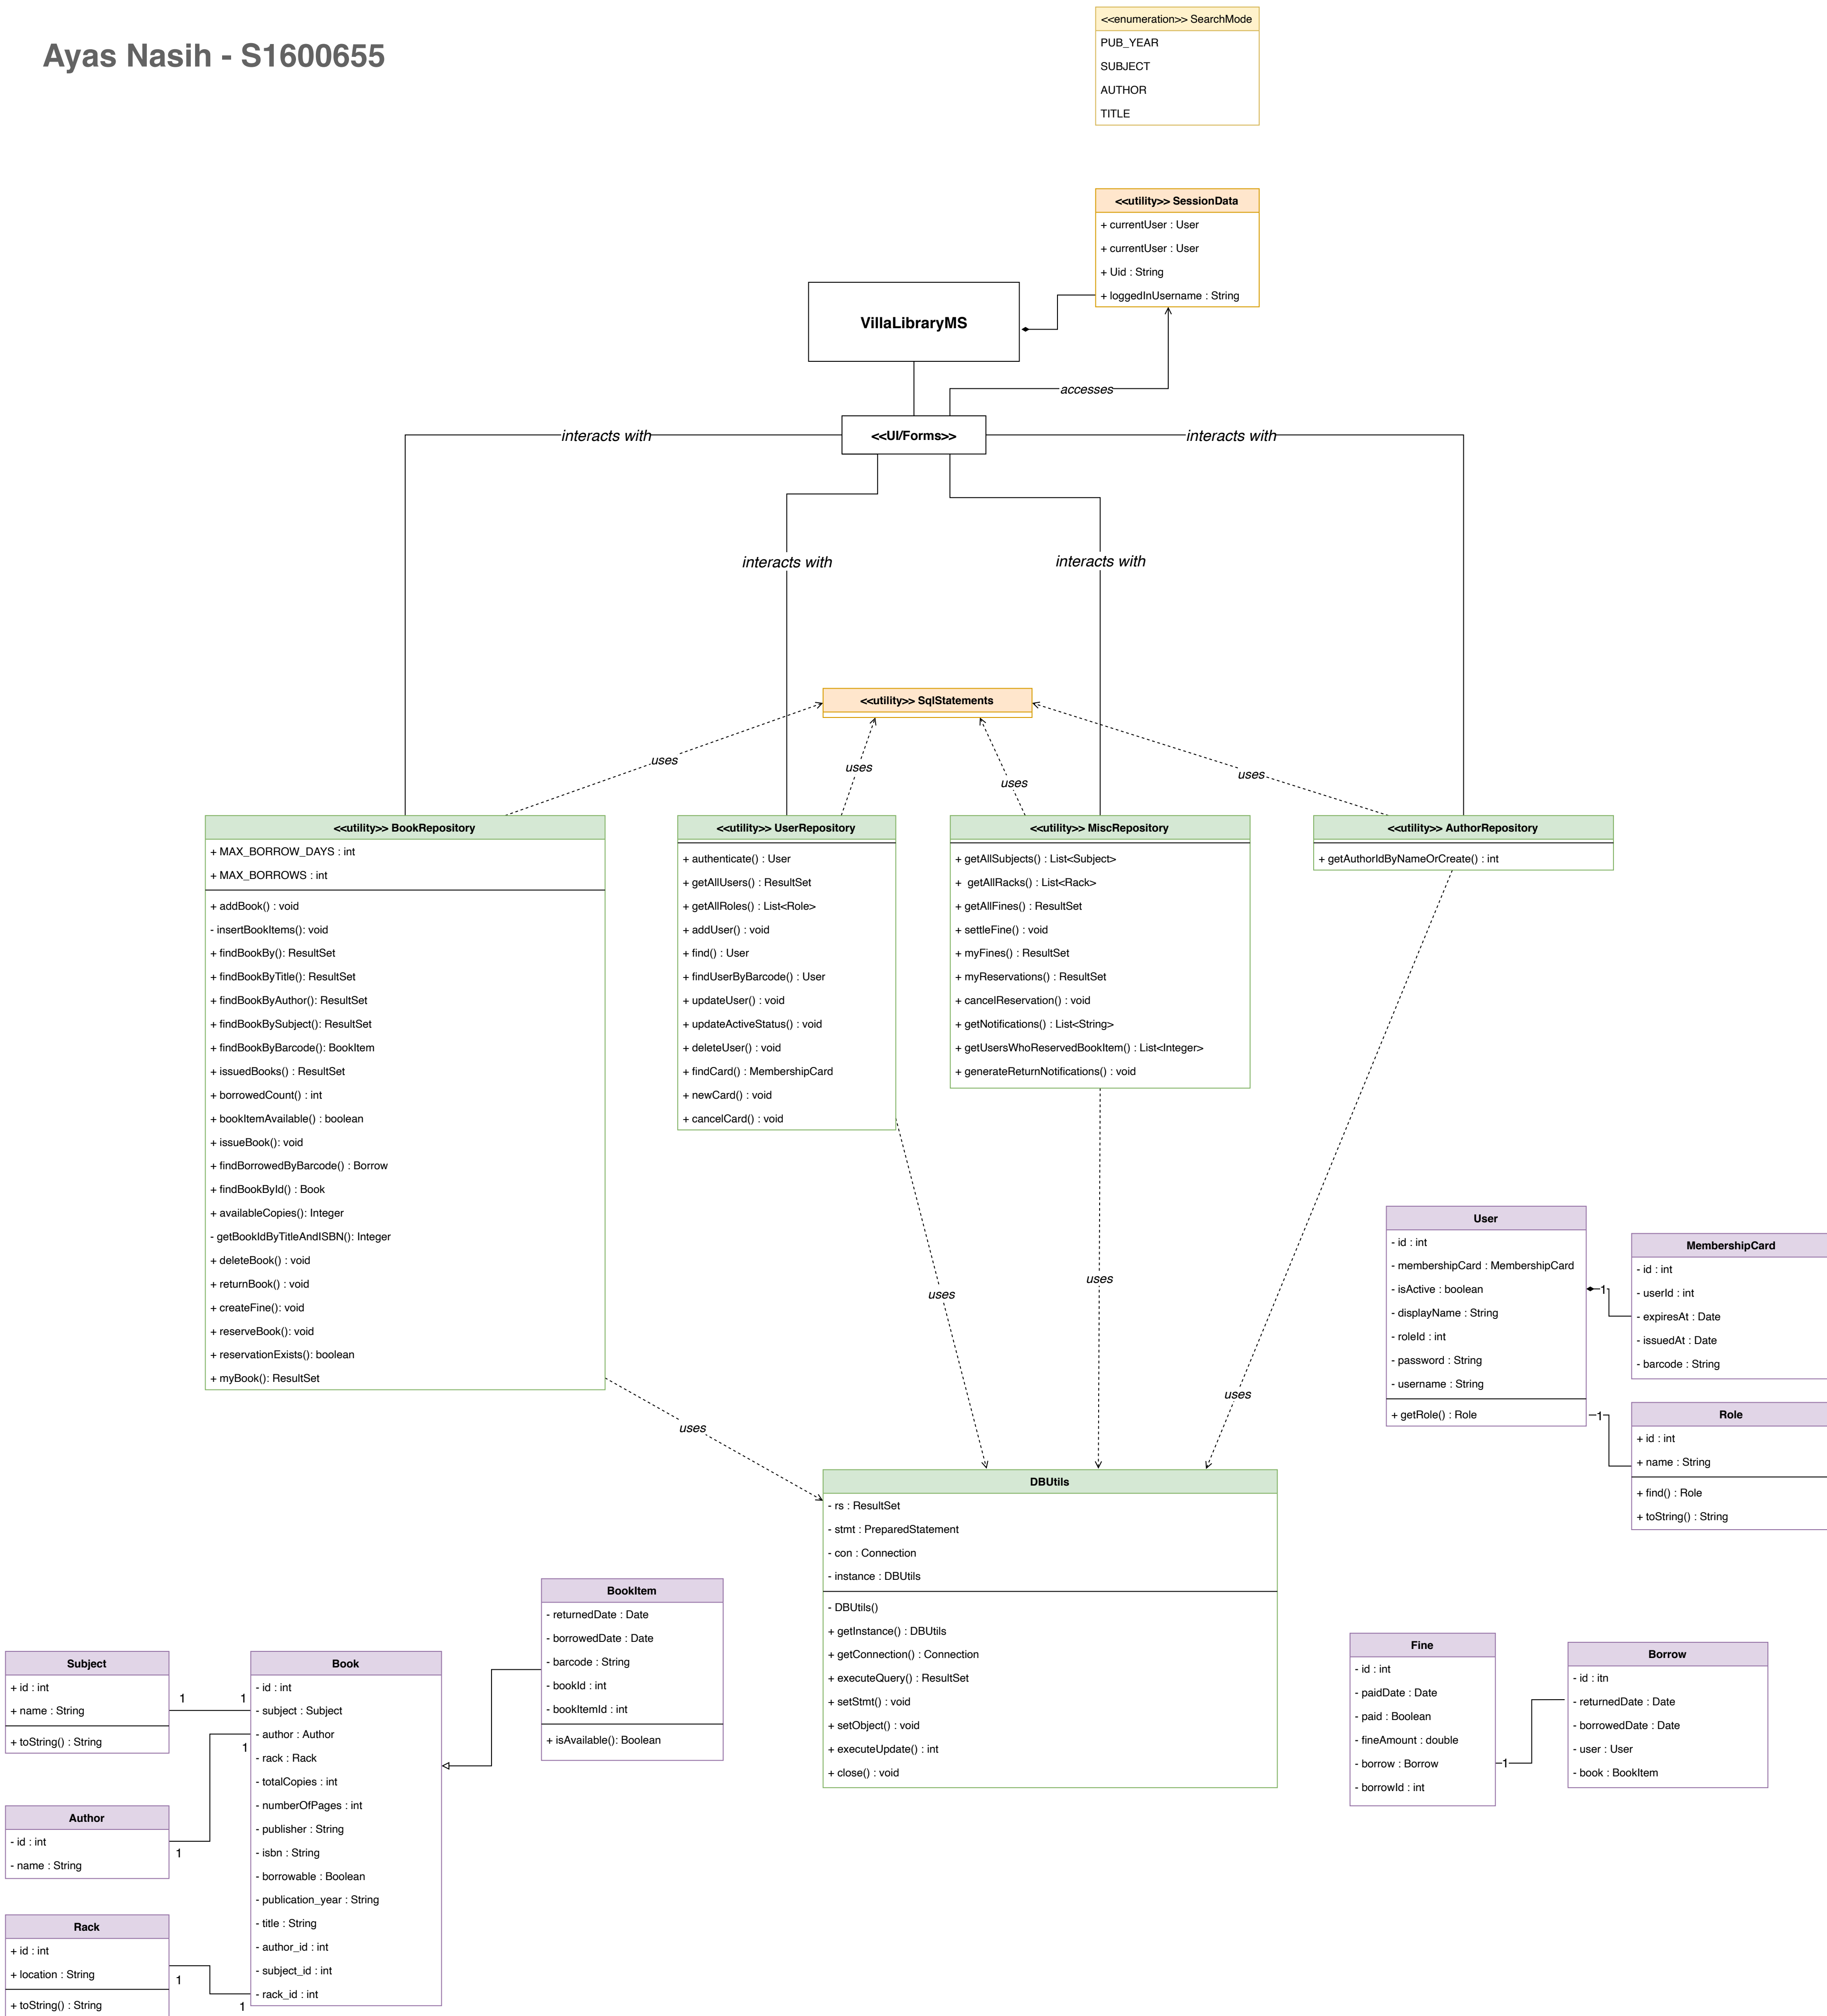 Ayas Nasih - S1600655
<<enumeration>> SearchMode
PUB_YEAR
SUBJECT
AUTHOR
TITLE
<<utility>> SessionData
+ currentUser : User
+ currentUser : User
+ Uid : String
+ loggedInUsername : String
VillaLibraryMS
accesses
<<UI/Forms>>
interacts with
interacts with
interacts with
interacts with
<<utility>> SqlStatements
uses
uses
uses
uses
<<utility>> BookRepository
+ MAX_BORROW_DAYS : int
+ MAX_BORROWS : int
+ addBook() : void
- insertBookItems(): void
+ findBookBy(): ResultSet
+ findBookByTitle(): ResultSet
+ findBookByAuthor(): ResultSet
+ findBookBySubject(): ResultSet
+ findBookByBarcode(): BookItem
+ issuedBooks() : ResultSet
+ borrowedCount() : int
+ bookItemAvailable() : boolean
+ issueBook(): void
+ findBorrowedByBarcode() : Borrow
+ findBookById() : Book
+ availableCopies(): Integer
- getBookIdByTitleAndISBN(): Integer
+ deleteBook() : void
+ returnBook() : void
+ createFine(): void
+ reserveBook(): void
+ reservationExists(): boolean
+ myBook(): ResultSet
<<utility>> UserRepository
+ authenticate() : User
+ getAllUsers() : ResultSet
+ getAllRoles() : List<Role>
+ addUser() : void
+ find() : User
+ findUserByBarcode() : User
+ updateUser() : void
+ updateActiveStatus() : void
+ deleteUser() : void
+ findCard() : MembershipCard
+ newCard() : void
+ cancelCard() : void
<<utility>> MiscRepository
+ getAllSubjects() : List<Subject>
+  getAllRacks() : List<Rack>
+ getAllFines() : ResultSet
+ settleFine() : void
+ myFines() : ResultSet
+ myReservations() : ResultSet
+ cancelReservation() : void
+ getNotifications() : List<String>
+ getUsersWhoReservedBookItem() : List<Integer>
+ generateReturnNotifications() : void
<<utility>> AuthorRepository
+ getAuthorIdByNameOrCreate() : int
uses
uses
uses
uses
User
- id : int
- membershipCard : MembershipCard
- isActive : boolean
- displayName : String
- roleId : int
- password : String
- username : String
+ getRole() : Role
1
1
MembershipCard
- id : int
- userId : int
- expiresAt : Date
- issuedAt : Date
- barcode : String
Role
+ id : int
+ name : String
+ find() : Role
+ toString() : String
DBUtils
- rs : ResultSet
- stmt : PreparedStatement
- con : Connection
- instance : DBUtils
- DBUtils()
+ getInstance() : DBUtils
+ getConnection() : Connection
+ executeQuery() : ResultSet
+ setStmt() : void
+ setObject() : void
+ executeUpdate() : int
+ close() : void
BookItem
- returnedDate : Date
- borrowedDate : Date
- barcode : String
- bookId : int
- bookItemId : int
+ isAvailable(): Boolean
Subject
+ id : int
+ name : String
+ toString() : String
1
1
Author
- id : int
- name : String
1
1
Rack
+ id : int
+ location : String
+ toString() : String
1
1
Book
- id : int
- subject : Subject
- author : Author
- rack : Rack
- totalCopies : int
- numberOfPages : int
- publisher : String
- isbn : String
- borrowable : Boolean
- publication_year : String
- title : String
- author_id : int
- subject_id : int
- rack_id : int
Fine
- id : int
- paidDate : Date
- paid : Boolean
- fineAmount : double
- borrow : Borrow
- borrowId : int
1
Borrow
- id : itn
- returnedDate : Date
- borrowedDate : Date
- user : User
- book : BookItem